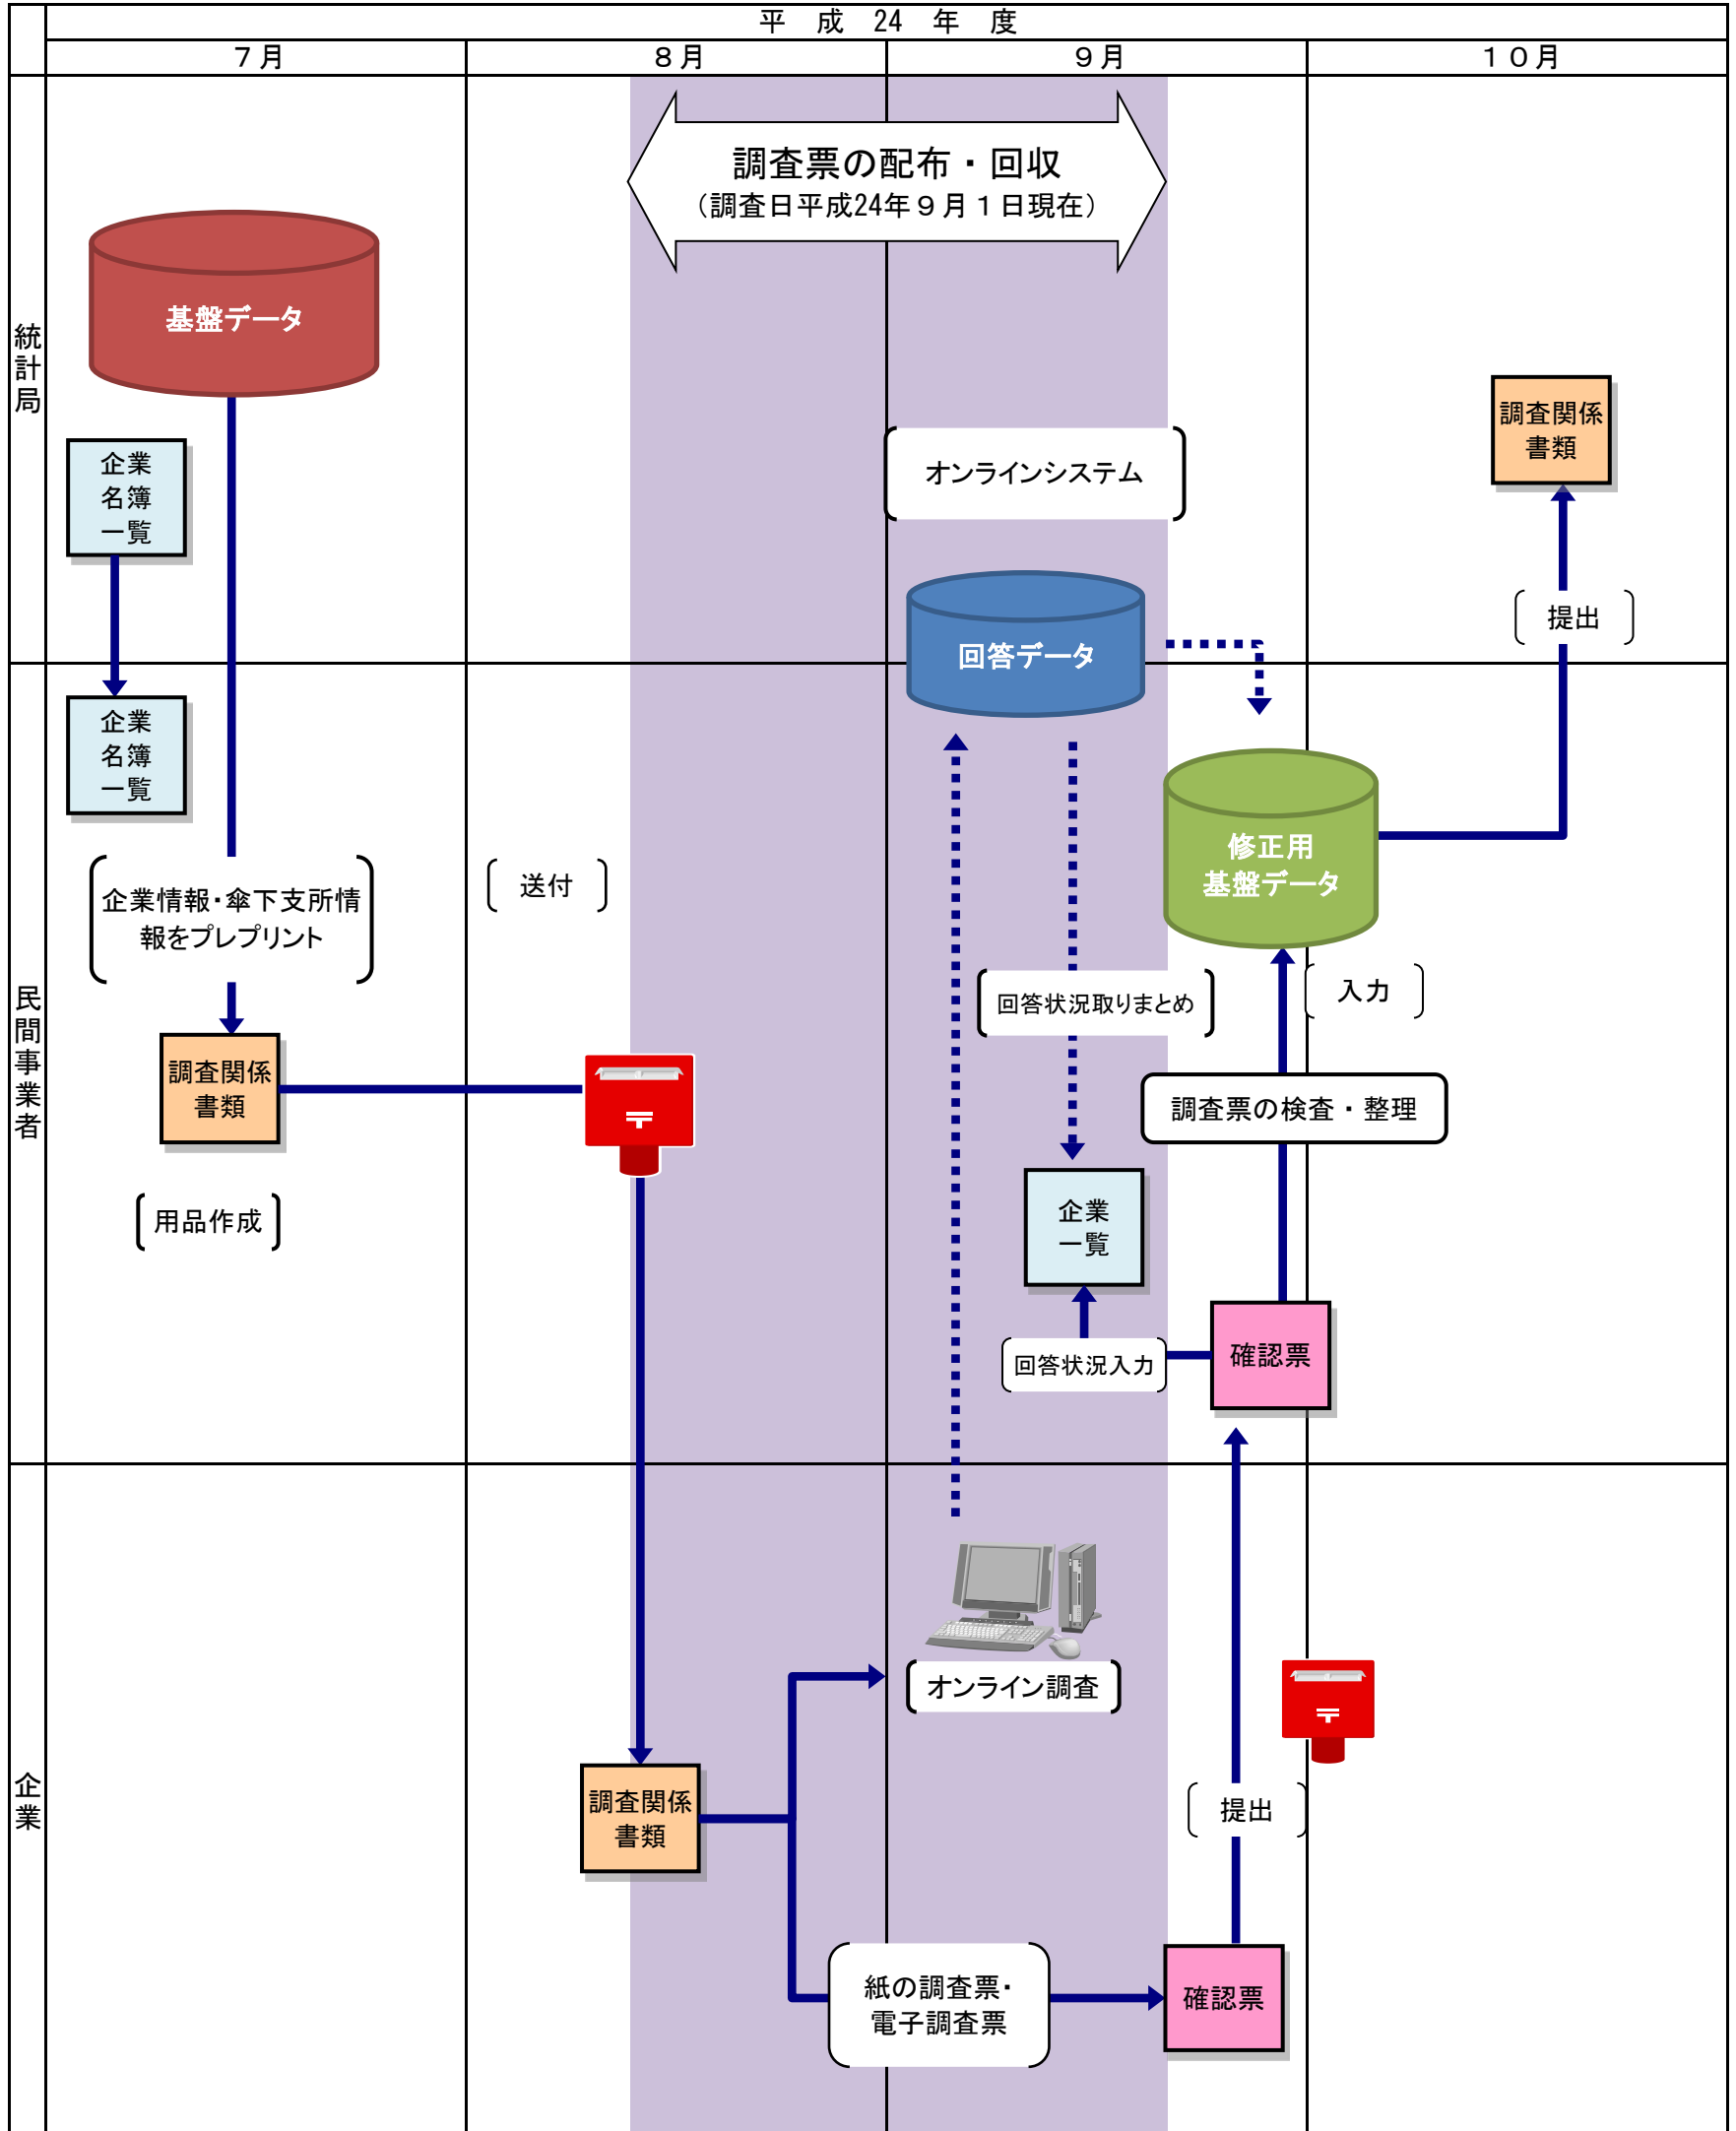 平　成　24　年　度
７月
８月
９月
１０月
統計局
民間事業者
企業
調査票の配布・回収
（調査日平成24年９月１日現在）
基盤データ
企業
名簿
一覧
オンラインシステム
調査関係
書類
提出
回答データ
企業
名簿
一覧
修正用
基盤データ
企業情報・傘下支所情
報をプレプリント
送付
回答状況取りまとめ
入力
調査関係
書類
〒
調査票の検査・整理
用品作成
企業
一覧
回答状況入力
確認票
オンライン調査
〒
調査関係
書類
提出
紙の調査票・
電子調査票
確認票